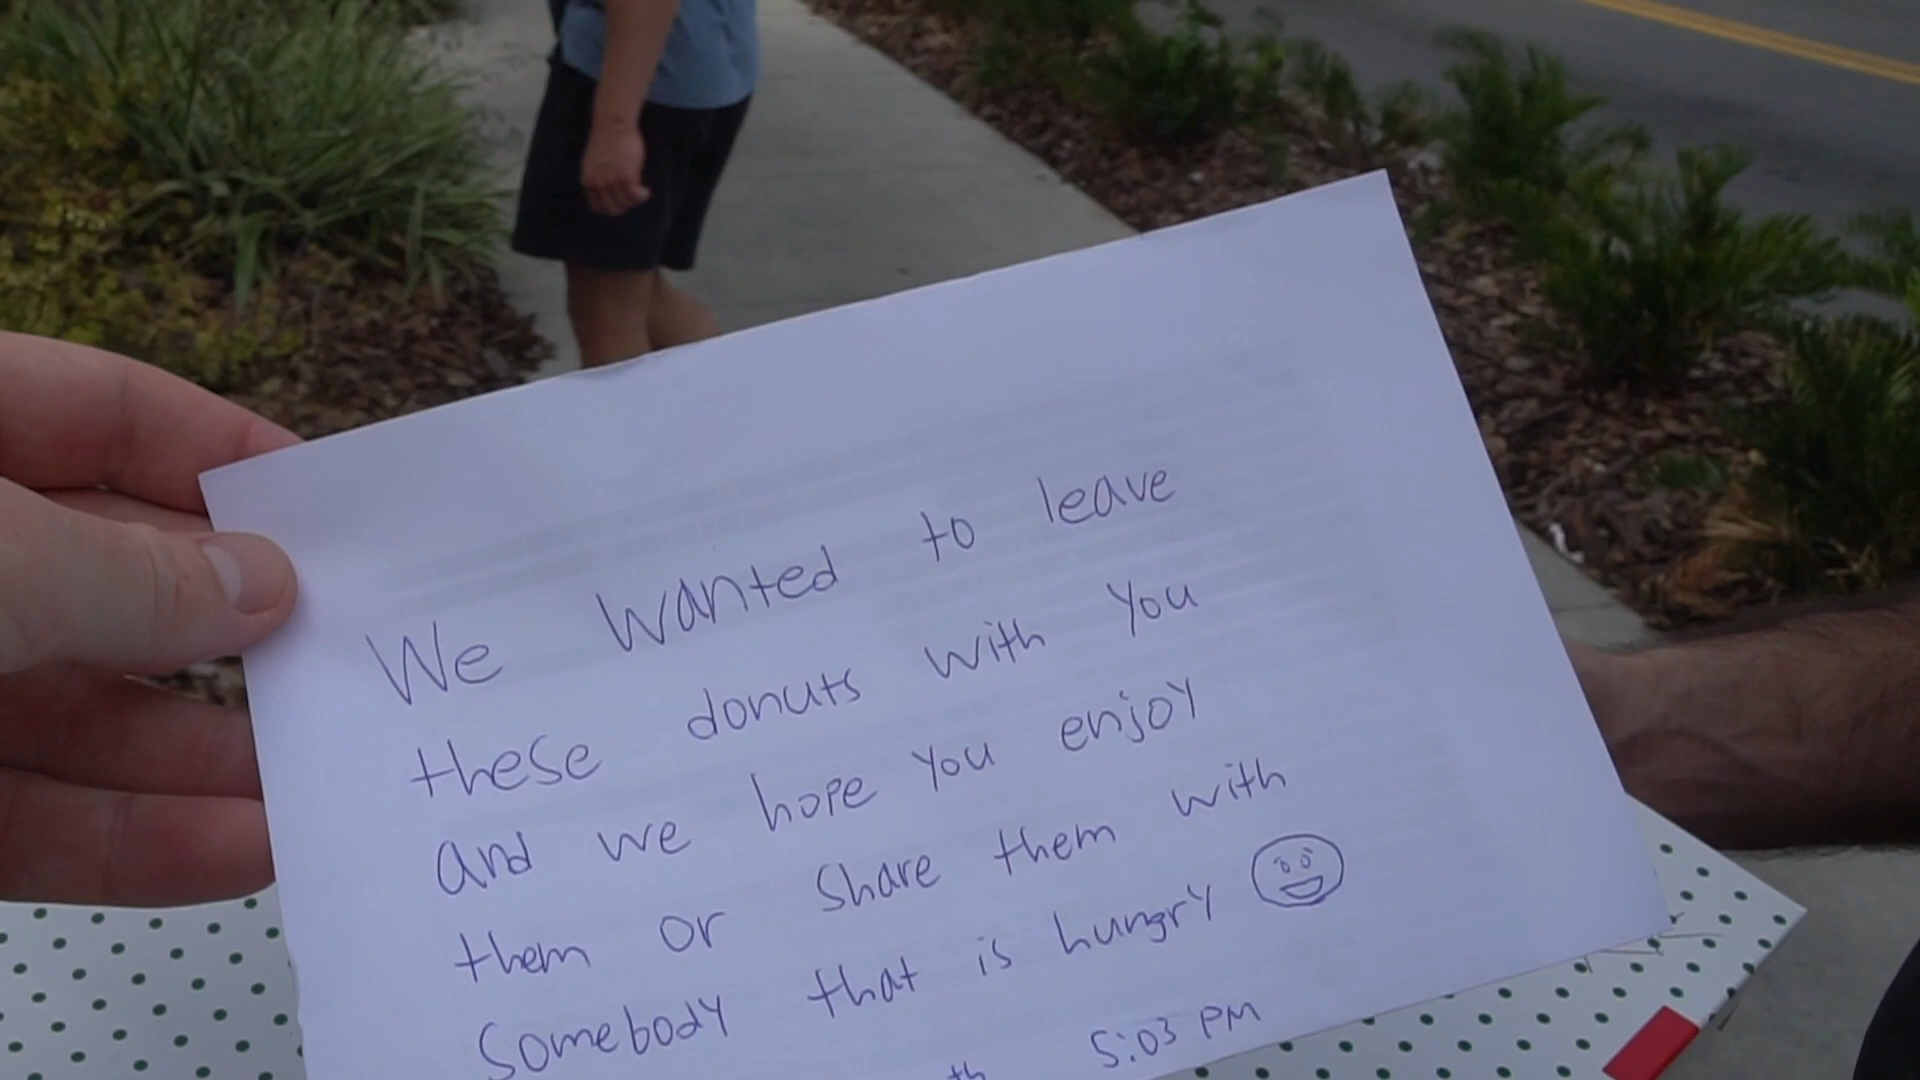 We wanted to leave
these donuts with you
and we hope you enjoy
them or share them with
somebody that is hungry
th 5:03 PM